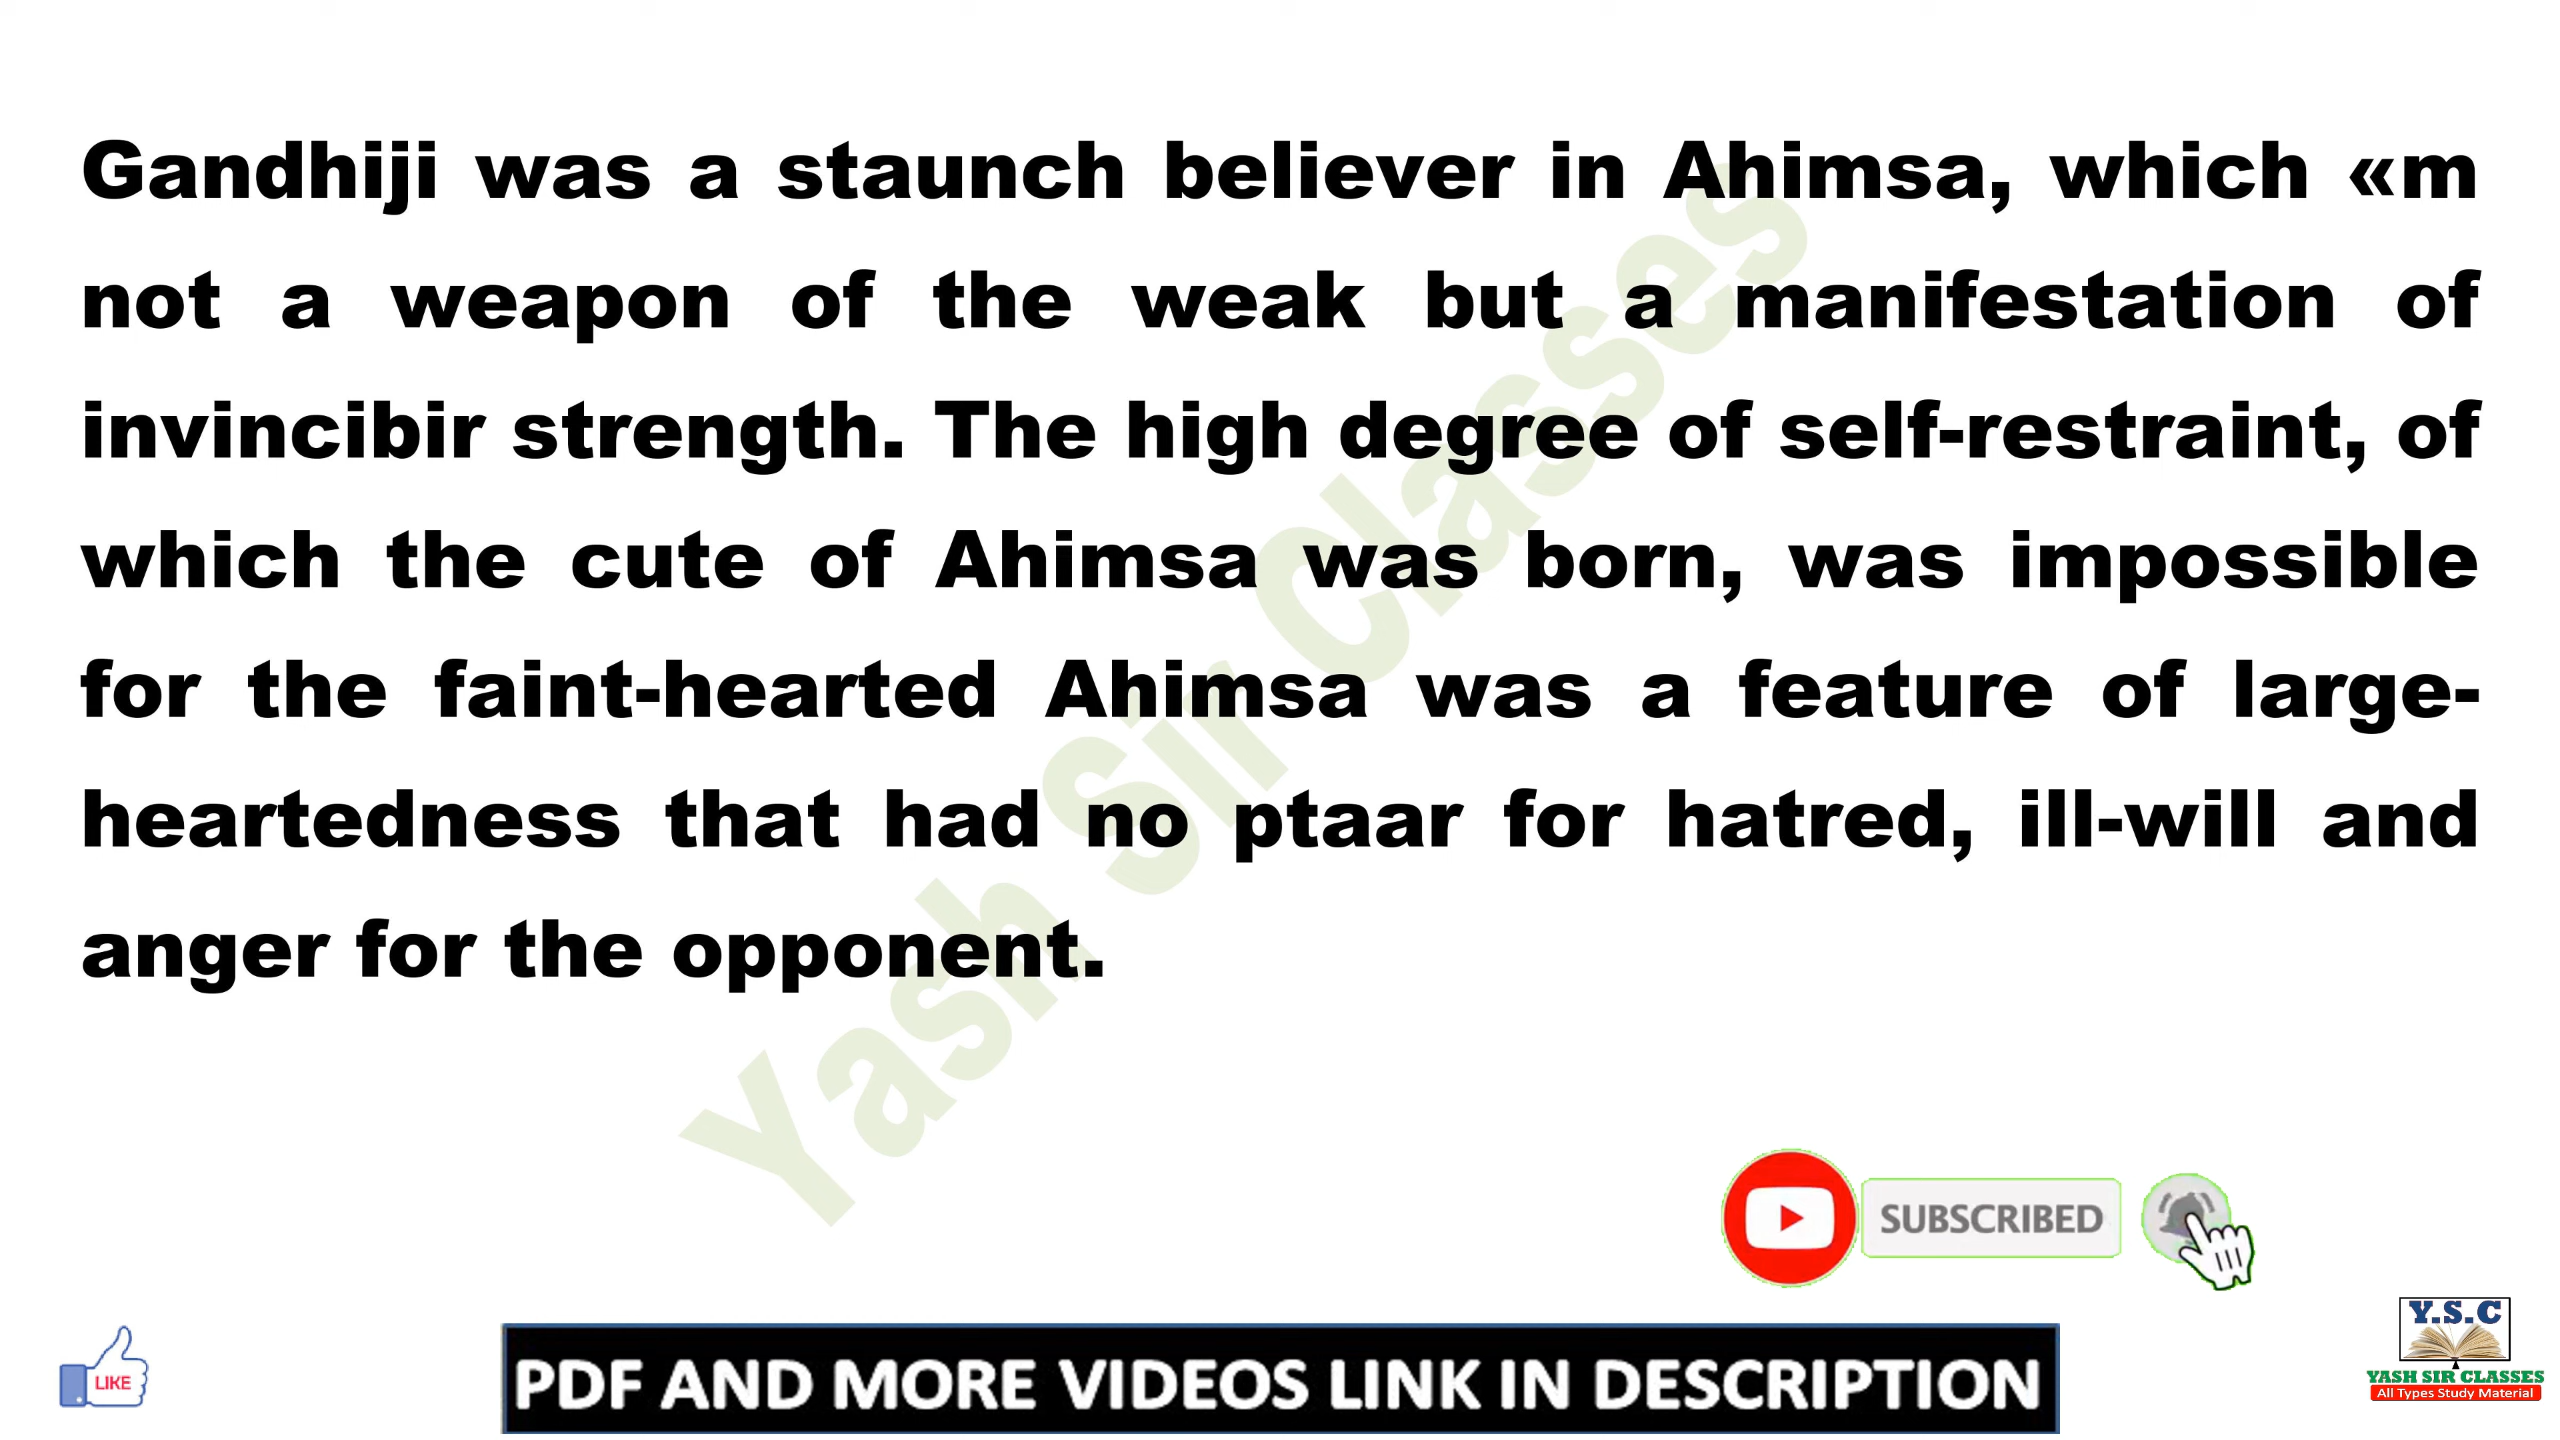 Gandhiji was a staunch believer in Ahimsa, which «m
not a weapon of the weak but a manifestation of
invincibir strength. The high degree of self-restraint, of
which the cute of Ahimsa was born, was impossible
for the faint-hearted Ahimsa was a feature of large-
heartedness that had no ptaar for hatred, ill-will and
anger for the opponent.
Yash Sir Classes
SUBSCRIBED
LIKE
PDF AND MORE VIDEOS LINK IN DESCRIPTION
Y.S.C
YASH SIR CLASSES
All Types Study Material